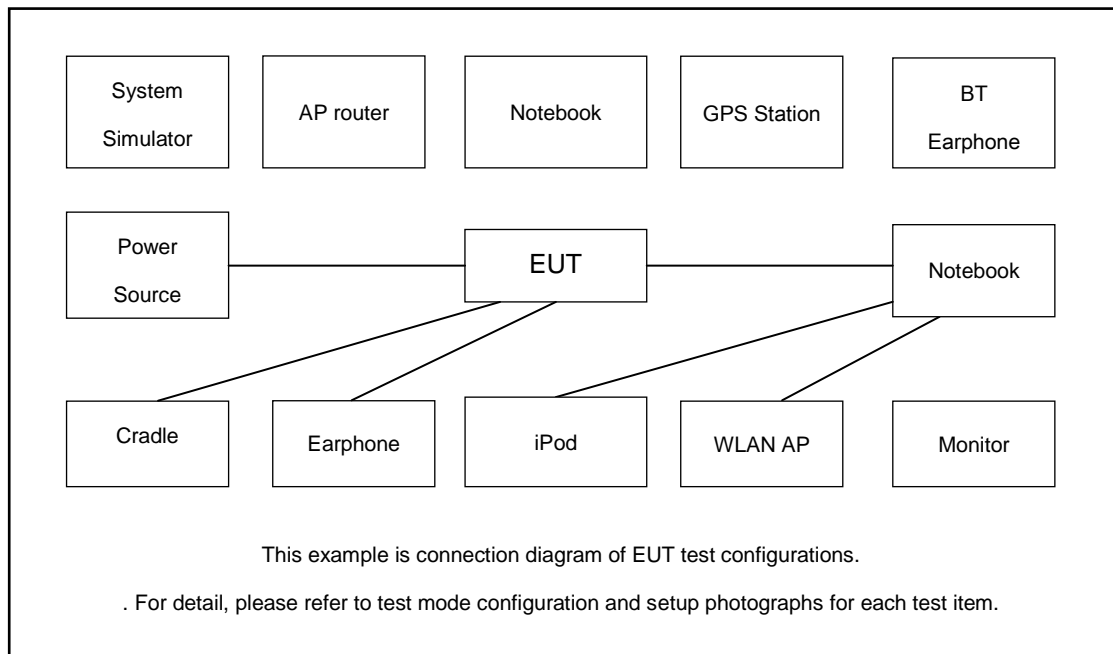 System
Simulator
AP router
Notebook
GPS Station
BT
Earphone
Power
Source
EUT
Notebook
Cradle
Earphone
iPod
WLAN AP
Monitor
This example is connection diagram of EUT test configurations.
. For detail, please refer to test mode configuration and setup photographs for each test item.